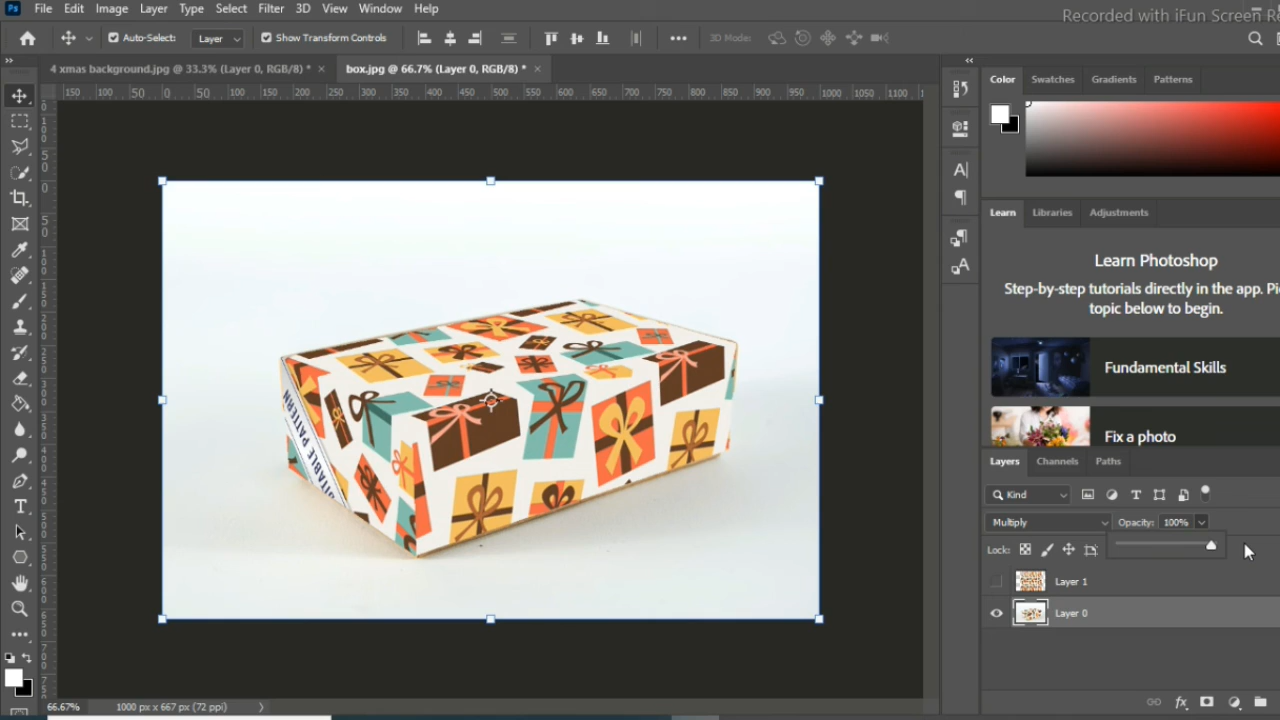 Ps File Edit Image Layer Type Select Filter 3D View Window Help
Recorded with iFun Screen Re
Auto-Select: Layer Show Transform Controls 3D Mode:
4 xmas background.jpg @ 33.3% (Layer 0, RGB/8) * × box.jpg @ 66.7% (Layer 0, RGB/8) * ×
150 100 50 0 50 100 150 200 250 300 350 400 450 500 550 600 650 700 750 800 850 900 950 1000 1050 1100
Color Swatches Gradients Patterns
Learn Libraries Adjustments
Learn Photoshop
Step-by-step tutorials directly in the app. Pi
topic below to begin.
Fundamental Skills
Fix a photo
ITABLE PATTERN
Layers Channels Paths
Kind
Multiply Opacity: 100%
Lock:
Layer 1
Layer 0
66.67% 1000 px x 667 px (72 ppi)